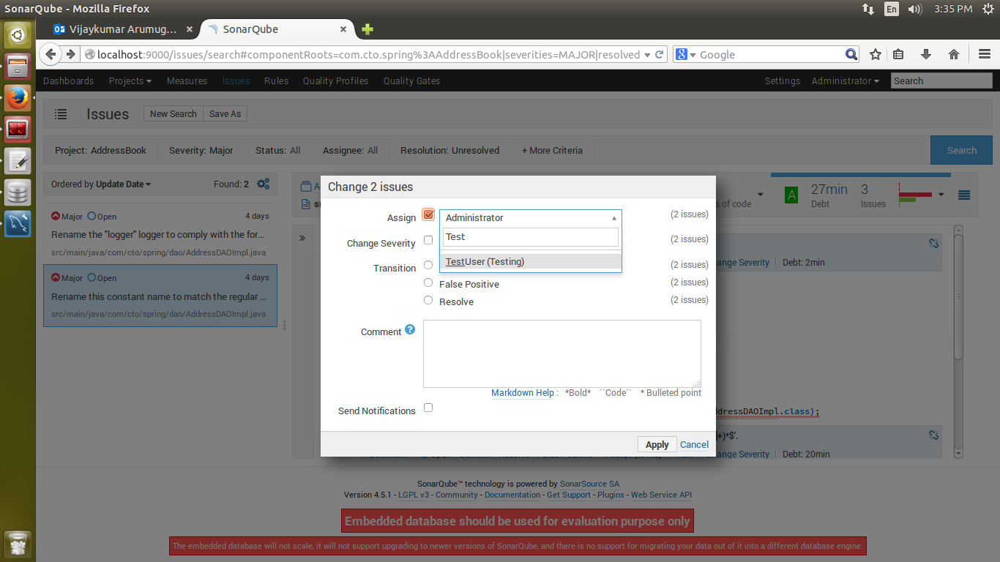 SonarQube - Mozilla Firefox
En
3:35 PM
Vijaykumar Arumug...
SonarQube
localhost:9000/issues/search#componentRoots=com.cto.spring%3AAddressBook|severities=MAJOR|resolved
Google
Dashboards Projects Measures Issues Rules Quality Profiles Quality Gates Settings Administrator Search
Issues New Search Save As
Project: AddressBook Severity: Major Status: All Assignee: All Resolution: Unresolved + More Criteria Search
Ordered by Update Date Found: 2
Major Open 4 days
Rename the "logger" logger to comply with the for...
src/main/java/com/cto/spring/dao/AddressDAOImpl.java
Major Open 4 days
Rename this constant name to match the regular ...
src/main/java/com/cto/spring/dao/AddressDAOImpl.java
»
s of code
A
27min
Debt
3
Issues
Change 2 issues
Assign Administrator (2 issues)
Test
TestUser (Testing)
Change Severity (2 issues)
Transition (2 issues)
False Positive (2 issues)
Resolve (2 issues)
Comment ?
Markdown Help : *Bold* ``Code`` * Bulleted point
Send Notifications
Apply Cancel
ange Severity Debt: 2min
ddressDAOImpl.class);
+)*$'.
hange Severity Debt: 20min
SonarQube™ technology is powered by SonarSource SA
Version 4.5.1 - LGPL v3 - Community - Documentation - Get Support - Plugins - Web Service API
Embedded database should be used for evaluation purpose only
The embedded database will not scale, it will not support upgrading to newer versions of SonarQube, and there is no support for migrating your data out of it into a different database engine.